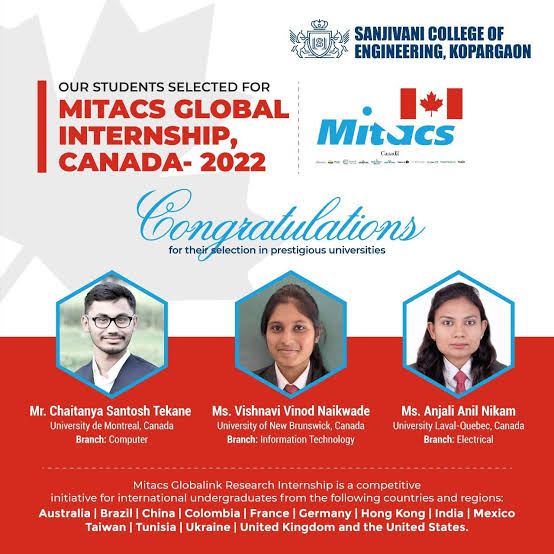 SANJIVANI COLLEGE OF
ENGINEERING, KOPARGAON
OUR STUDENTS SELECTED FOR
MITACS GLOBAL
INTERNSHIP,
CANADA- 2022
Mitacs
Canada
Congratulations
for their selection in prestigious universities
Mr. Chaitanya Santosh Tekane
University de Montreal, Canada
Branch: Computer
Ms. Vishnavi Vinod Naikwade
University of New Brunswick, Canada
Branch: Information Technology
Ms. Anjali Anil Nikam
University Laval-Quebec, Canada
Branch: Electrical
Mitacs Globalink Research Internship is a competitive
initiative for international undergraduates from the following countries and regions:
Australia | Brazil | China | Colombia | France | Germany | Hong Kong | India | Mexico
Taiwan | Tunisia | Ukraine | United Kingdom and the United States.